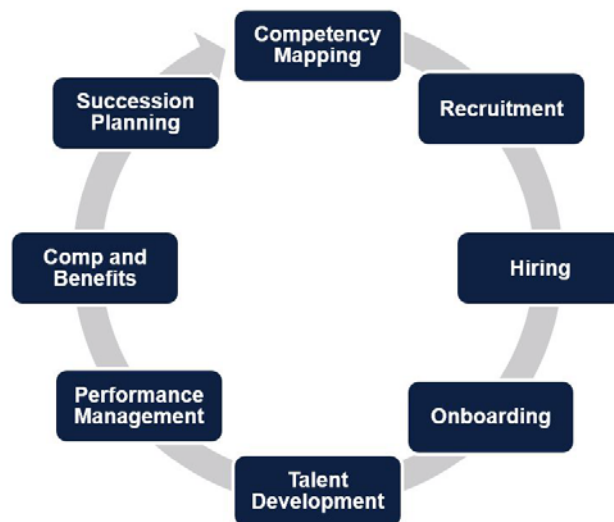 Competency
Mapping
Recruitment
Hiring
Onboarding
Talent
Development
Performance
Management
Comp and
Benefits
Succession
Planning